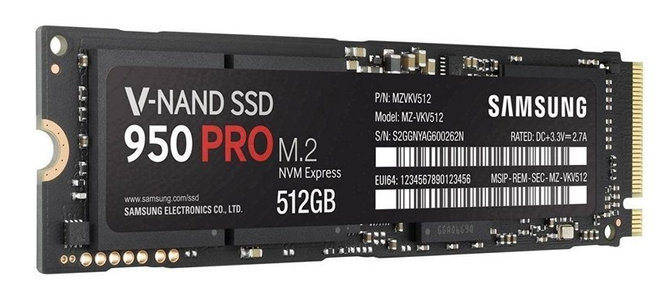 V-NAND SSD
950 PRO M.2
NVM Express
512GB
www.samsung.com/ssd
SAMSUNG ELECTRONICS CO., LTD.
P/N: MZVKV512
Model: MZ-VKV512
S/N: S2GGNYAG600262N
SAMSUNG
RATED: DC+3.3V⎓2.7A
EUI64: 1234567890123456
MSIP-REM-SEC-MZ-VKV512